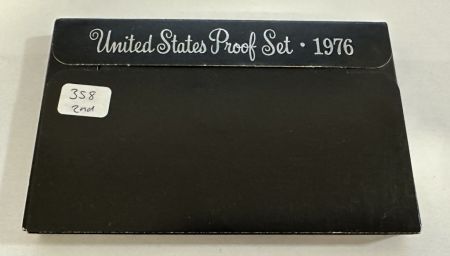 United States Proof Set · 1976
358
2nd